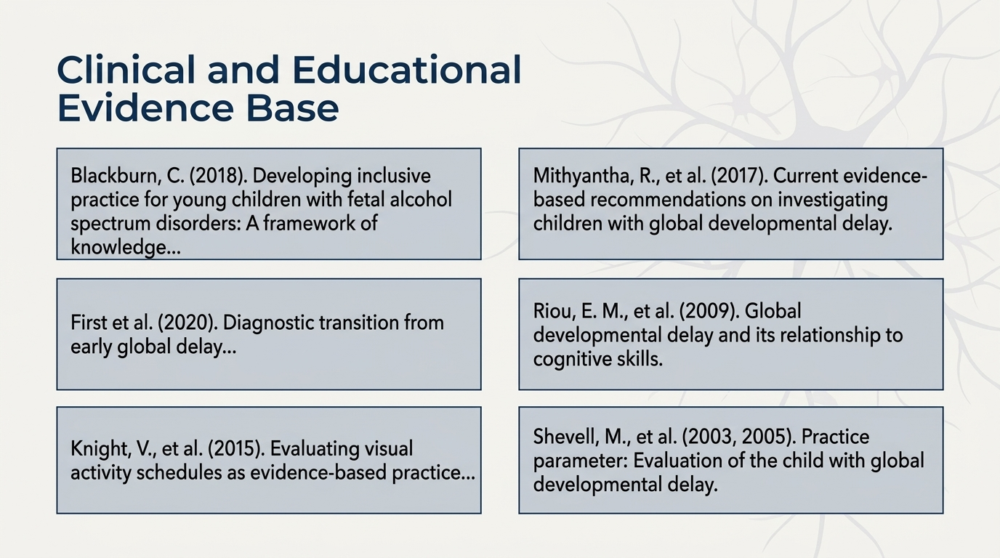 Clinical and Educational
Evidence Base
Blackburn, C. (2018). Developing inclusive
practice for young children with fetal alcohol
spectrum disorders: A framework of
knowledge...
First et al. (2020). Diagnostic transition from
early global delay...
Knight, V., et al. (2015). Evaluating visual
activity schedules as evidence-based practice...
Mithyantha, R., et al. (2017). Current evidence-
based recommendations on investigating
children with global developmental delay.
Riou, E. M., et al. (2009). Global
developmental delay and its relationship to
cognitive skills.
Shevell, M., et al. (2003, 2005). Practice
parameter: Evaluation of the child with global
developmental delay.